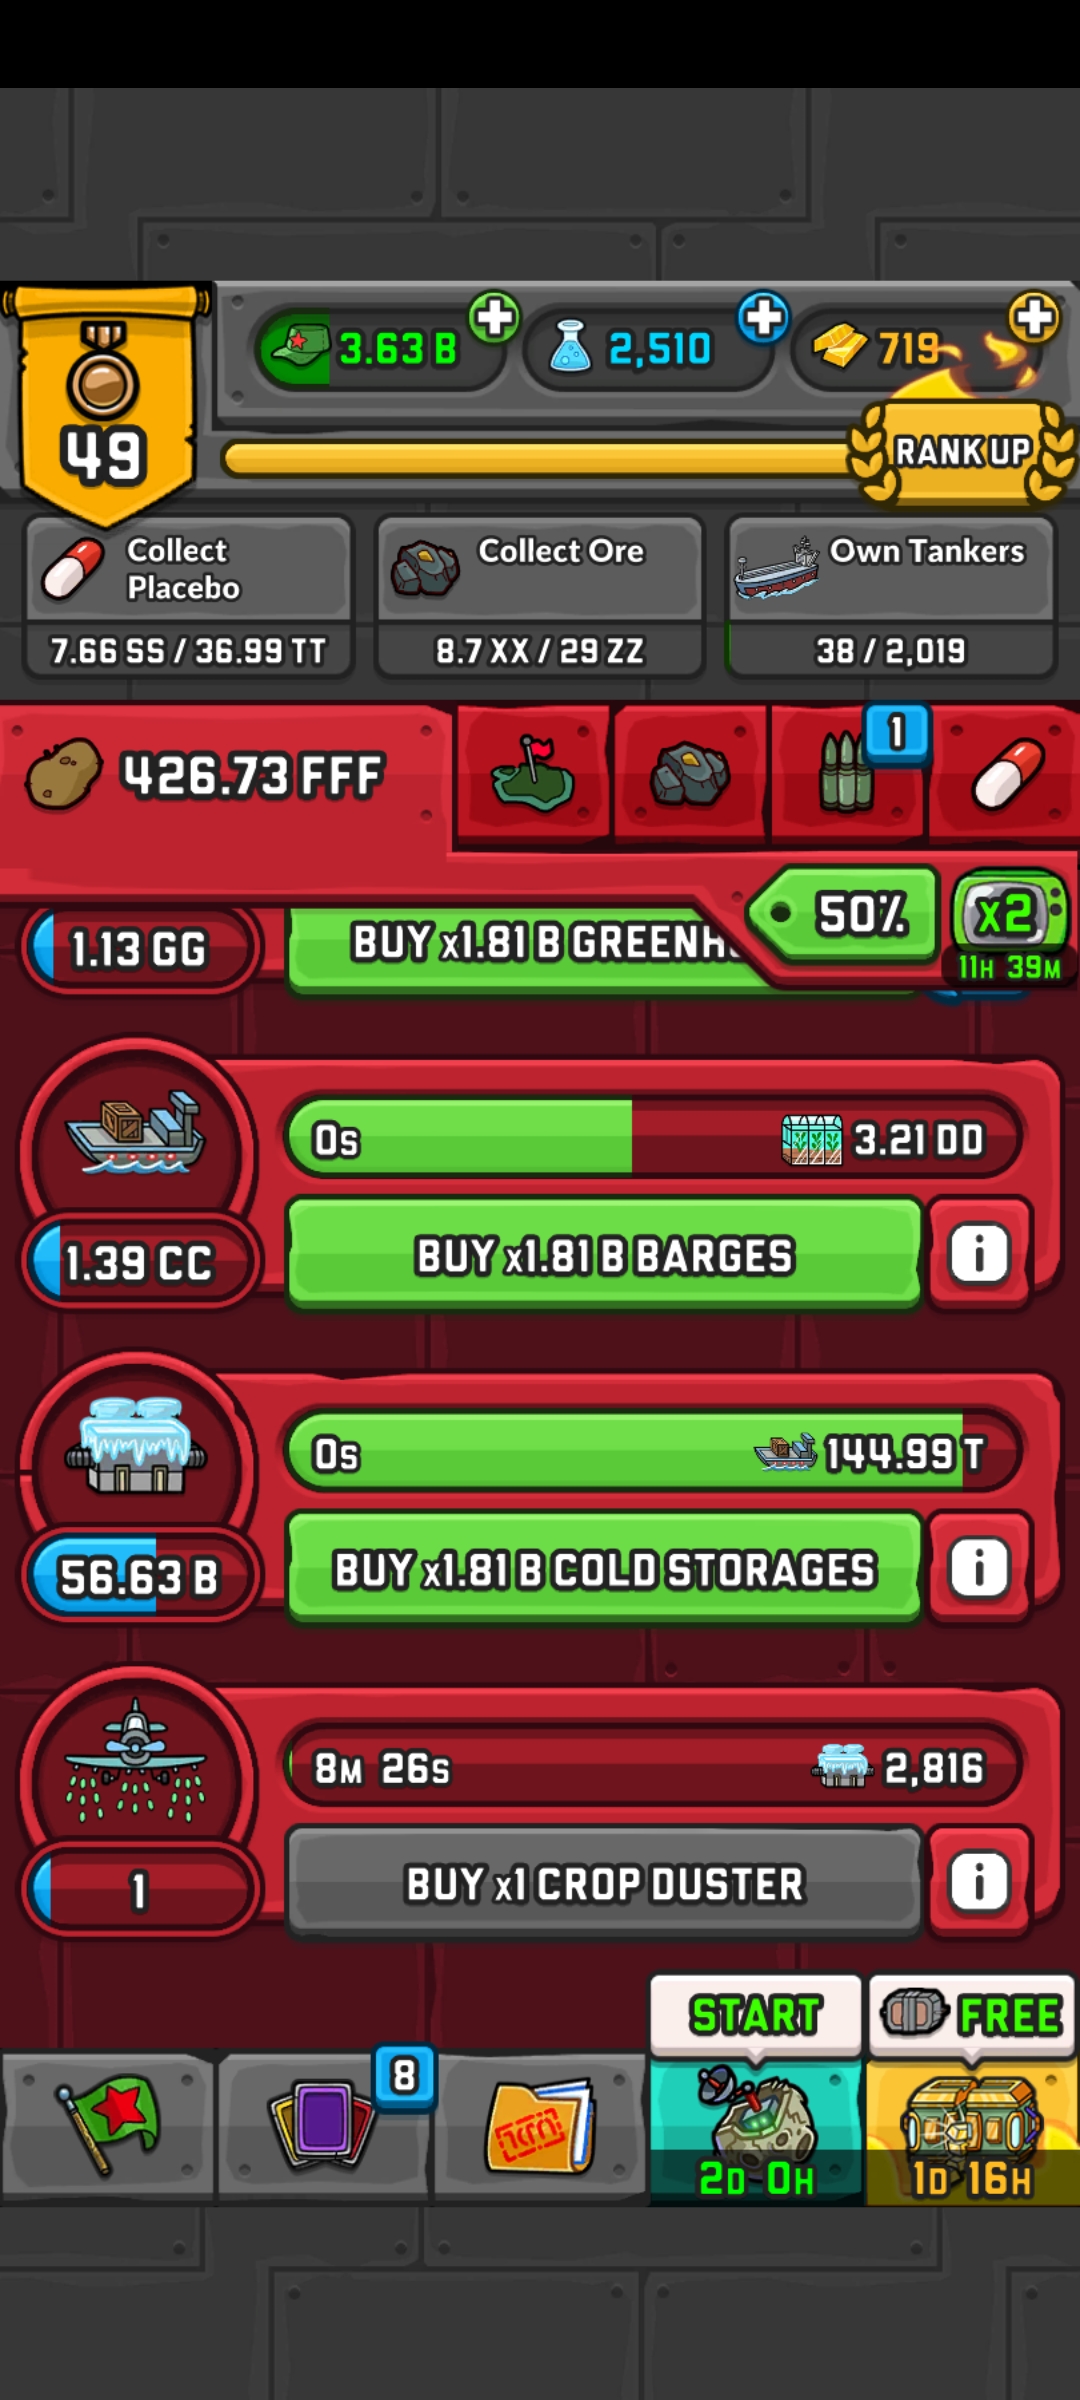 3.63 B
2,510
719
49
RANK UP
Collect
Placebo
7.66 SS / 36.99 TT
Collect Ore
8.7 XX / 29 ZZ
Own Tankers
38 / 2,019
426.73 FFF
1
50%
x2
11H 39M
1.13 GG
BUY x1.81 B
0s
3.21 DD
1.39 CC
BUY x1.81 B BARGES
i
0s
144.99 T
56.63 B
BUY x1.81 B COLD STORAGES
i
8M 26s
2,816
1
BUY x1 CROP DUSTER
i
START
FREE
8
2D 0H
1D 16H